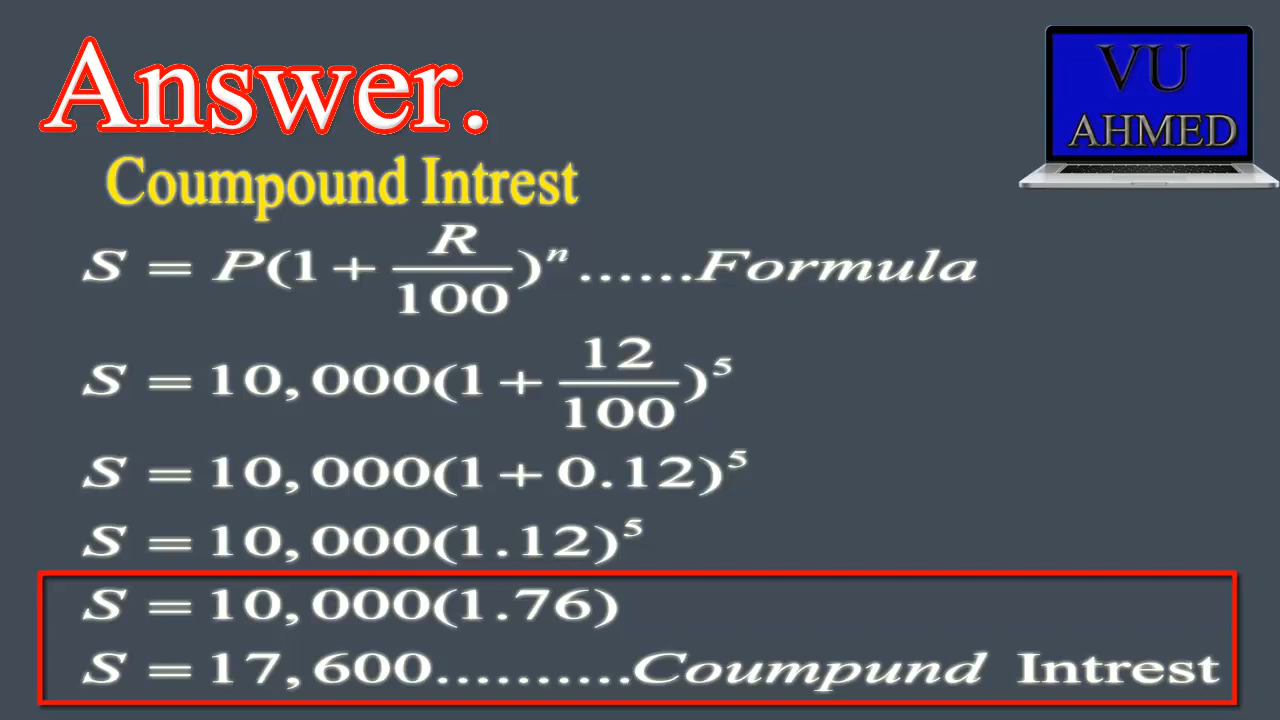 Answer.
VU
AHMED
Coumpound Intrest
S = P(1 + R/100)^n ......Formula
S = 10,000(1 + 12/100)^5
S = 10,000(1 + 0.12)^5
S = 10,000(1.12)^5
S = 10,000(1.76)
S = 17,600..........Coumpund Intrest